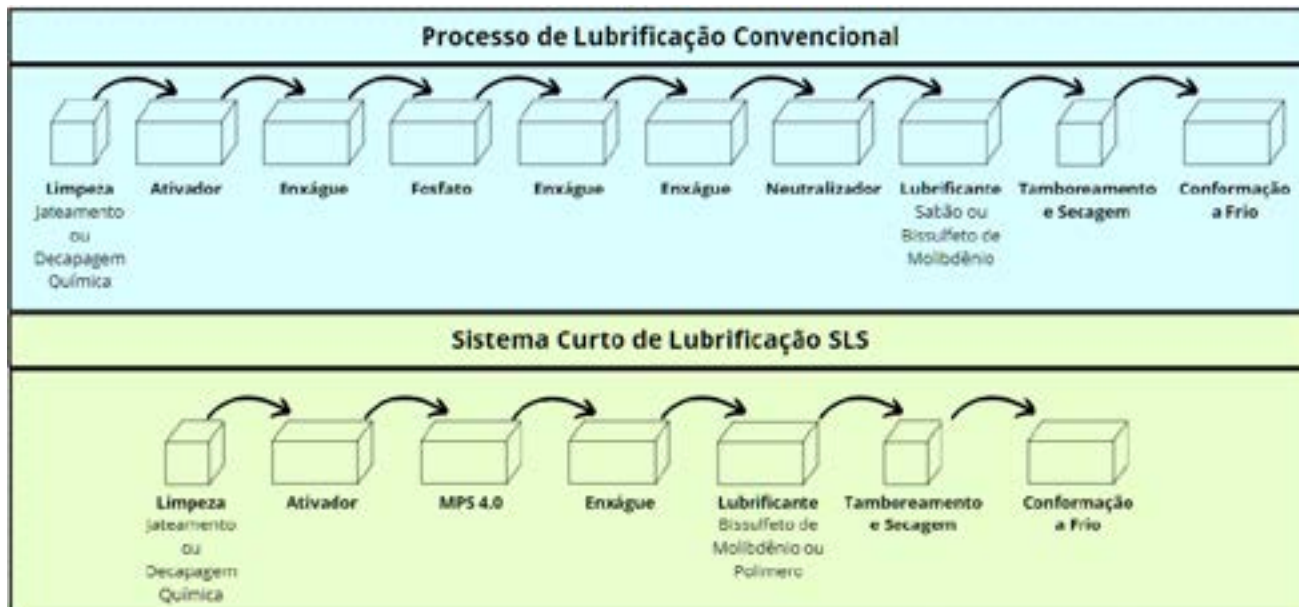 Processo de Lubrificação Convencional
Limpeza
Jateamento
ou
Decapagem
Química
Ativador
Enxágue
Fosfato
Enxágue
Enxágue
Neutralizador
Lubrificante
Sabão ou
Bissulfeto de
Molibdênio
Tamboreamento
e Secagem
Conformação
a Frio
Sistema Curto de Lubrificação SLS
Limpeza
Jateamento
ou
Decapagem
Química
Ativador
MPS 4.0
Enxágue
Lubrificante
Bissulfeto de
Molibdênio ou
Polimero
Tamboreamento
e Secagem
Conformação
a Frio